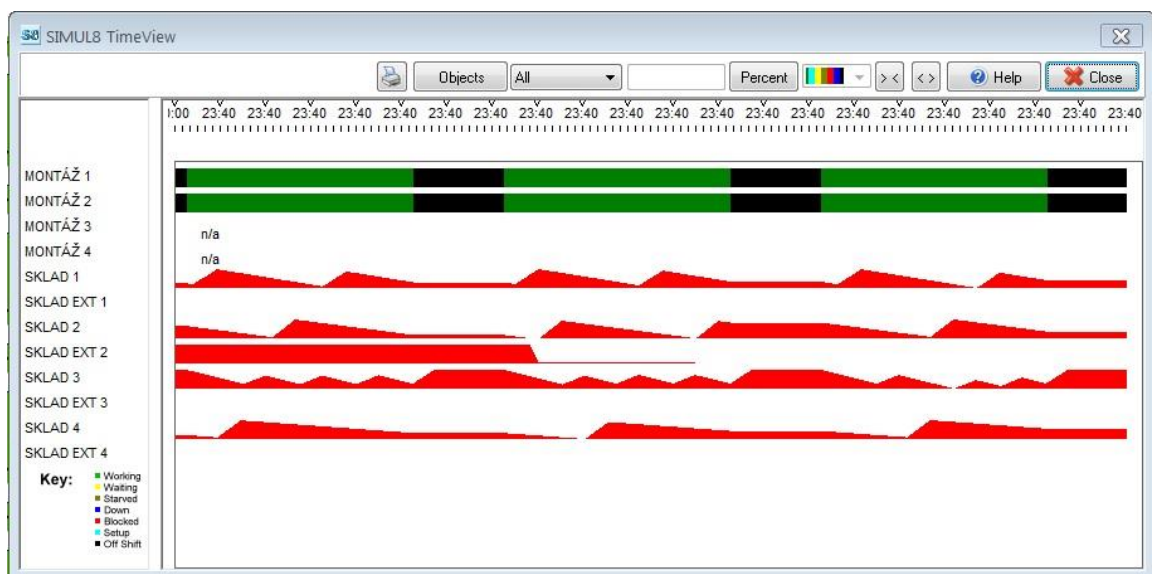 S8 SIMUL8 TimeView
Objects All Percent > < < > Help Close
):00 23:40 23:40 23:40 23:40 23:40 23:40 23:40 23:40 23:40 23:40 23:40 23:40 23:40 23:40 23:40 23:40 23:40 23:40 23:40 23:40
MONTÁŽ 1
MONTÁŽ 2
MONTÁŽ 3
n/a
MONTÁŽ 4
n/a
SKLAD 1
SKLAD EXT 1
SKLAD 2
SKLAD EXT 2
SKLAD 3
SKLAD EXT 3
SKLAD 4
SKLAD EXT 4
Key:
Working
Waiting
Starved
Down
Blocked
Setup
Off Shift